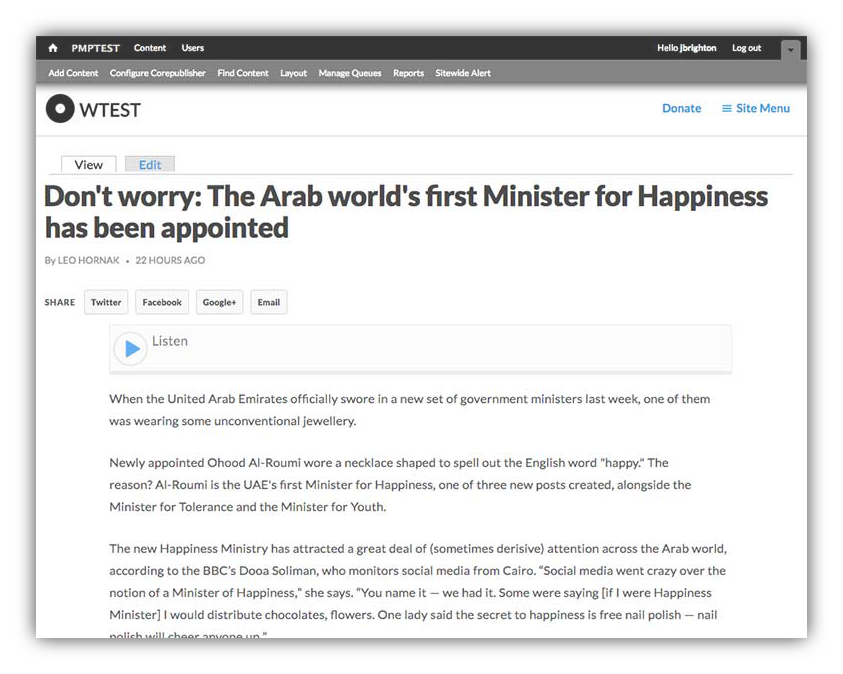 PMPTEST Content Users Hello jbrighton Log out
Add Content Configure Corepublisher Find Content Layout Manage Queues Reports Sitewide Alert
WTEST Donate Site Menu
View Edit
Don't worry: The Arab world's first Minister for Happiness
has been appointed
By LEO HORNAK • 22 HOURS AGO
SHARE Twitter Facebook Google+ Email
Listen
When the United Arab Emirates officially swore in a new set of government ministers last week, one of them
was wearing some unconventional jewellery.
Newly appointed Ohood Al-Roumi wore a necklace shaped to spell out the English word "happy." The
reason? Al-Roumi is the UAE's first Minister for Happiness, one of three new posts created, alongside the
Minister for Tolerance and the Minister for Youth.
The new Happiness Ministry has attracted a great deal of (sometimes derisive) attention across the Arab world,
according to the BBC's Dooa Soliman, who monitors social media from Cairo. “Social media went crazy over the
notion of a Minister of Happiness,” she says. “You name it — we had it. Some were saying [if I were Happiness
Minister] I would distribute chocolates, flowers. One lady said the secret to happiness is free nail polish — nail
polish will cheer anyone up.”